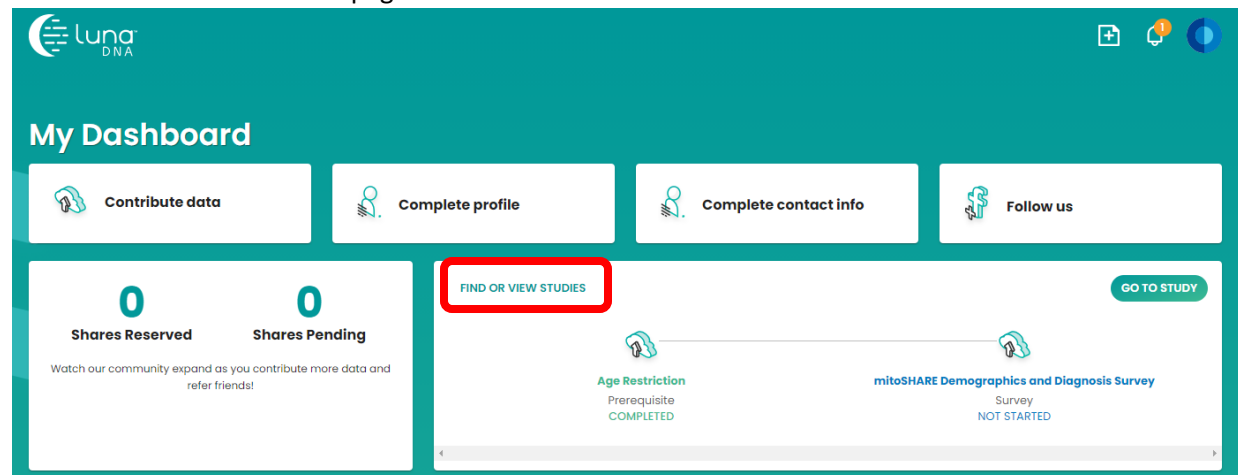 luna
DNA
1
My Dashboard
Contribute data
Complete profile
Complete contact info
Follow us
0
0
Shares Reserved
Shares Pending
Watch our community expand as you contribute more data and
refer friends!
FIND OR VIEW STUDIES
GO TO STUDY
Age Restriction
Prerequisite
COMPLETED
mitoSHARE Demographics and Diagnosis Survey
Survey
NOT STARTED